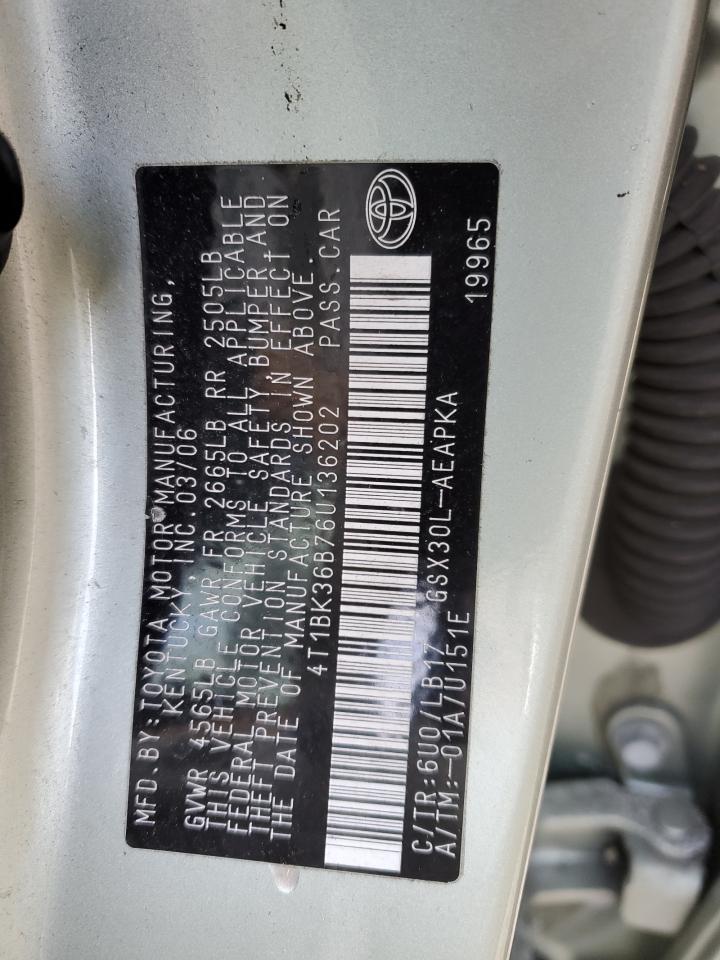 MFD.BY:TOYOTA MOTOR MANUFACTURING,
KENTUCKY, INC.03/06
GVWR 4565LB GAWR FR 2665LB RR 2505LB
THIS VEHICLE CONFORMS TO ALL APPLICABLE
FEDERAL MOTOR VEHICLE SAFETY, BUMPER,AND
THEFT PREVENTION STANDARDS IN EFFECT ON
THE DATE OF MANUFACTURE SHOWN ABOVE.
4T1BK36B76U136202 PASS.CAR
C/TR:6U0/LB17 GSX30L-AEAPKA
A/TM:-01A/U151E 19965